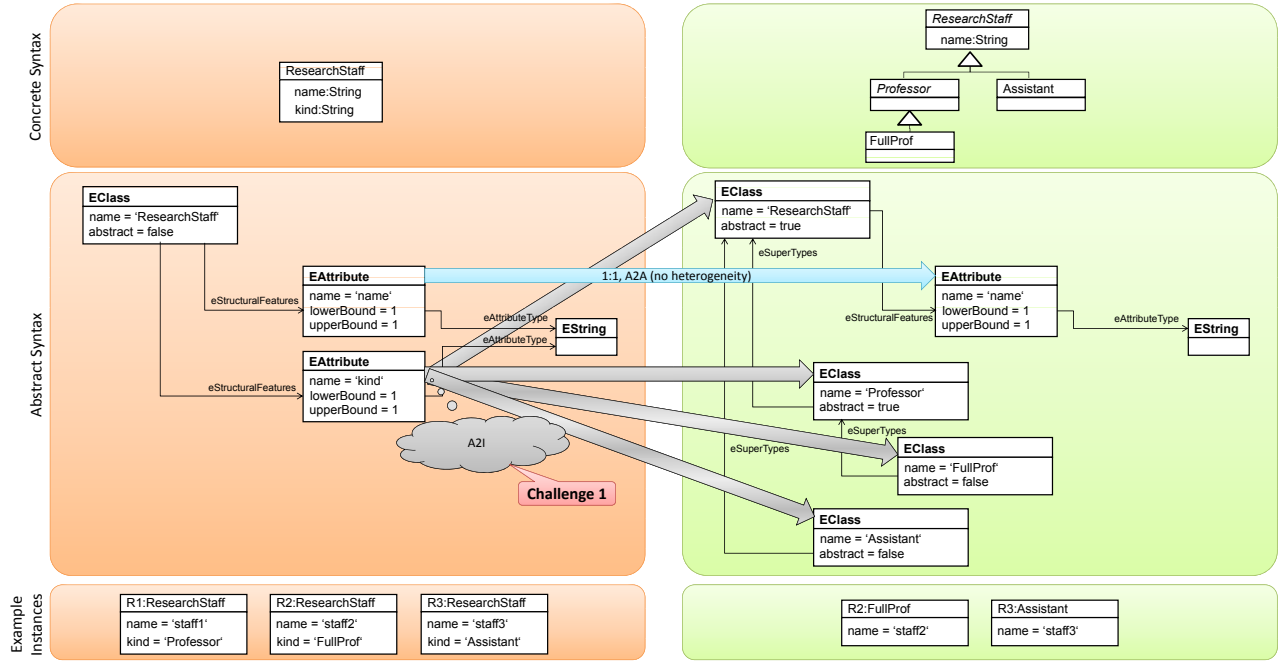 Concrete Syntax
ResearchStaff
name:String
kind:String
ResearchStaff
name:String
Professor
Assistant
FullProf
Abstract Syntax
EClass
name = ‘ResearchStaff‘
abstract = false
eStructuralFeatures
EAttribute
name = ‘name‘
lowerBound = 1
upperBound = 1
eAttributeType
eAttributeType
EString
eStructuralFeatures
EAttribute
name = ‘kind‘
lowerBound = 1
upperBound = 1
A2I
Challenge 1
1:1, A2A (no heterogeneity)
EClass
name = ‘ResearchStaff‘
abstract = true
eSuperTypes
eStructuralFeatures
EAttribute
name = ‘name‘
lowerBound = 1
upperBound = 1
eAttributeType
EString
EClass
name = ‘Professor‘
abstract = true
eSuperTypes
eSuperTypes
EClass
name = ‘FullProf‘
abstract = false
EClass
name = ‘Assistant‘
abstract = false
Example
Instances
R1:ResearchStaff
name = ‘staff1‘
kind = ‘Professor‘
R2:ResearchStaff
name = ‘staff2‘
kind = ‘FullProf‘
R3:ResearchStaff
name = ‘staff3‘
kind = ‘Assistant‘
R2:FullProf
name = ‘staff2‘
R3:Assistant
name = ‘staff3‘